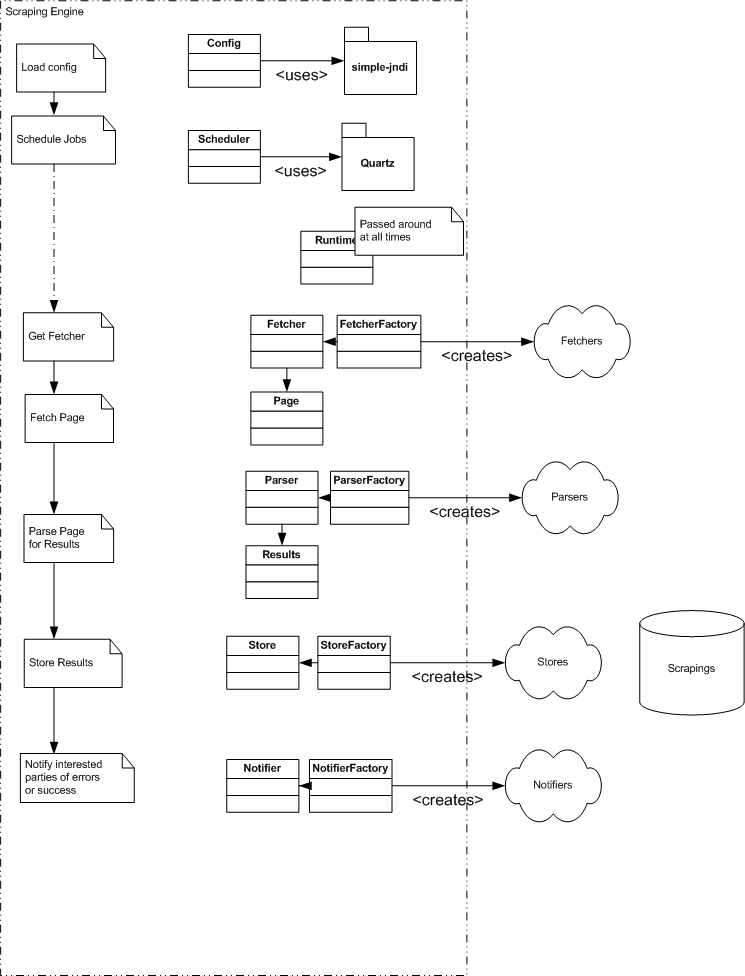 Scraping Engine
Load config
Config
simple-jndi
<uses>
Schedule Jobs
Scheduler
Quartz
<uses>
Passed around
at all times
Runtime
Get Fetcher
Fetcher
FetcherFactory
<creates>
Fetchers
Fetch Page
Page
Parser
ParserFactory
<creates>
Parsers
Parse Page
for Results
Results
Store Results
Store
StoreFactory
<creates>
Stores
Scrapings
Notify interested
parties of errors
or success
Notifier
NotifierFactory
<creates>
Notifiers